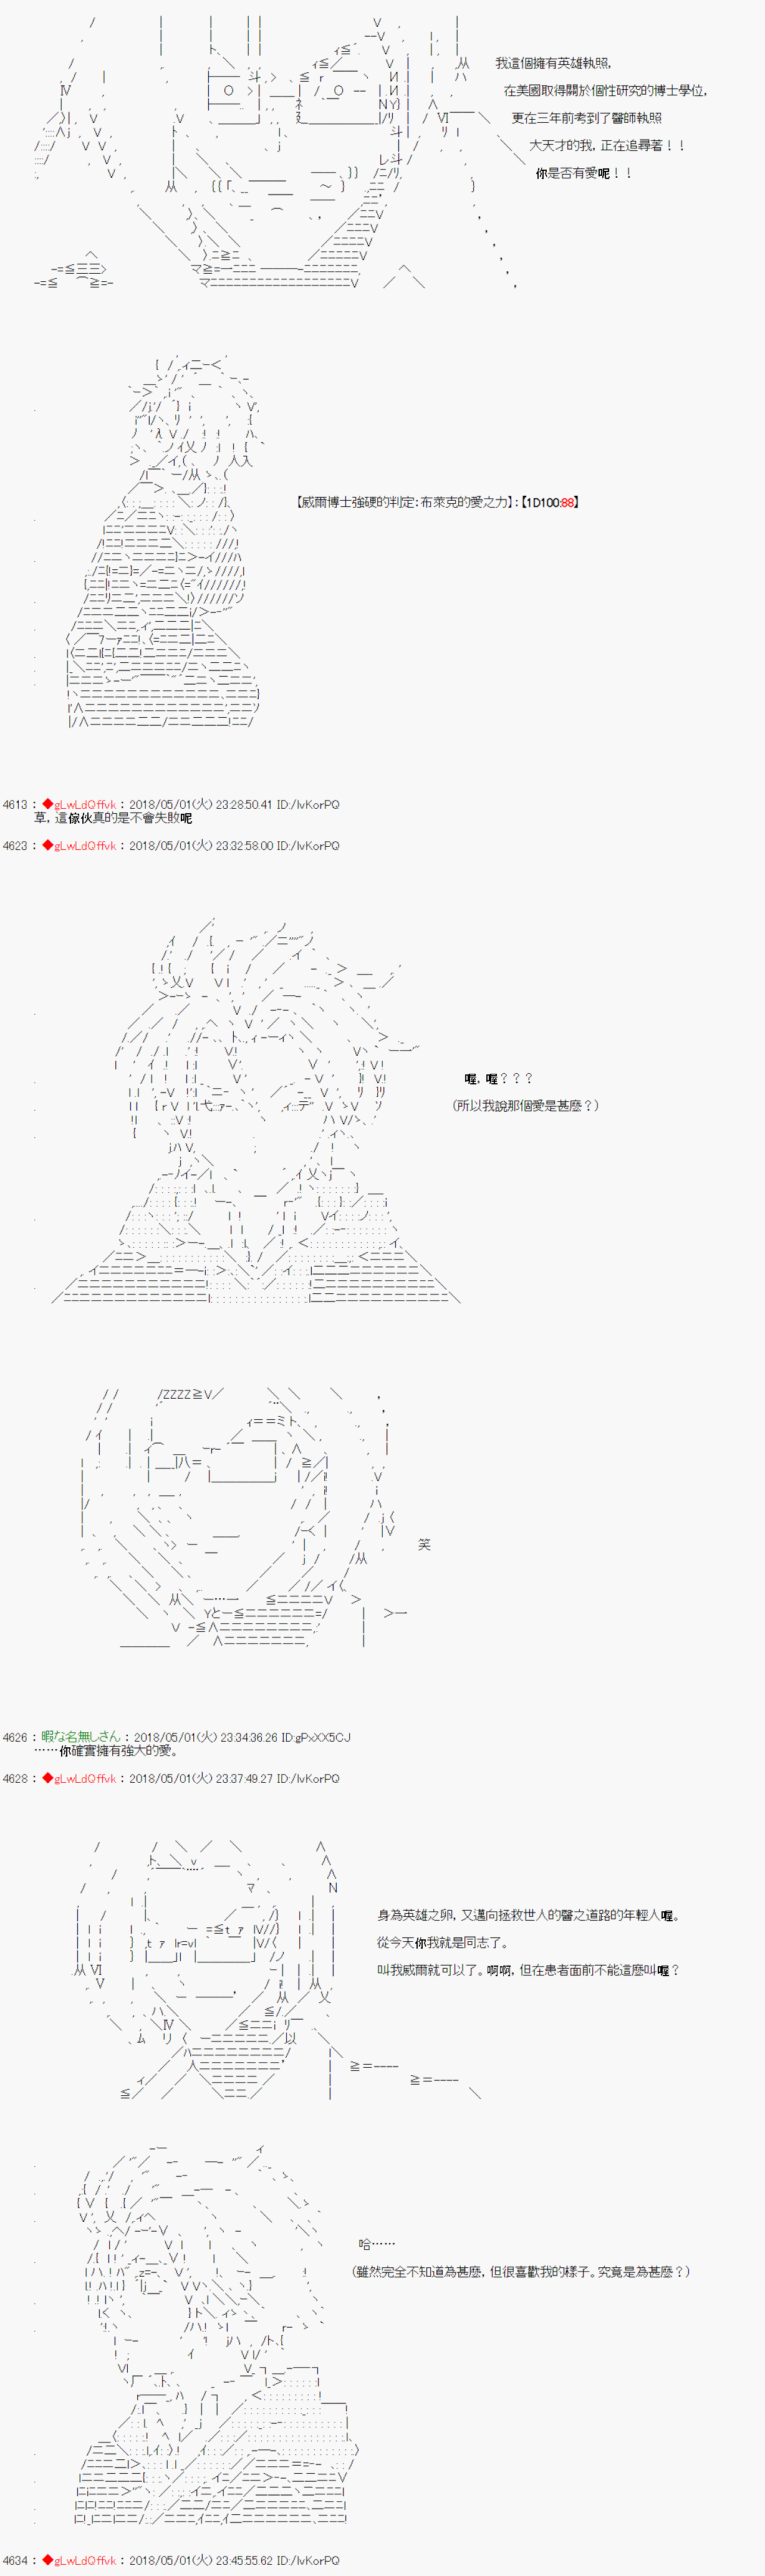 我這個擁有英雄執照,
在美國取得關於個性研究的博士學位,
更在三年前考到了醫師執照
大天才的我, 正在追尋著!!
你是否有愛呢!!
【威爾博士強硬的判定:布萊克的愛之力】:【1D100:88】
4613 : ◆gLwLdQffvk : 2018/05/01(火) 23:28:50.41 ID:/IvKorPQ
草, 這傢伙真的是不會失敗呢
4623 : ◆gLwLdQffvk : 2018/05/01(火) 23:32:58.00 ID:/IvKorPQ
喔, 喔???
(所以我說那個愛是甚麼?)
笑
4626 : 暇な名無しさん : 2018/05/01(火) 23:34:36.26 ID:gPxXX5CJ
……你確實擁有強大的愛。
4628 : ◆gLwLdQffvk : 2018/05/01(火) 23:37:49.27 ID:/IvKorPQ
身為英雄之卵, 又邁向拯救世人的醫之道路的年輕人喔。
從今天你我就是同志了。
叫我威爾就可以了。啊啊, 但在患者面前不能這麼叫喔?
哈……
(雖然完全不知道為甚麼, 但很喜歡我的樣子。究竟是為甚麼?)
4634 : ◆gLwLdQffvk : 2018/05/01(火) 23:45:55.62 ID:/IvKorPQ